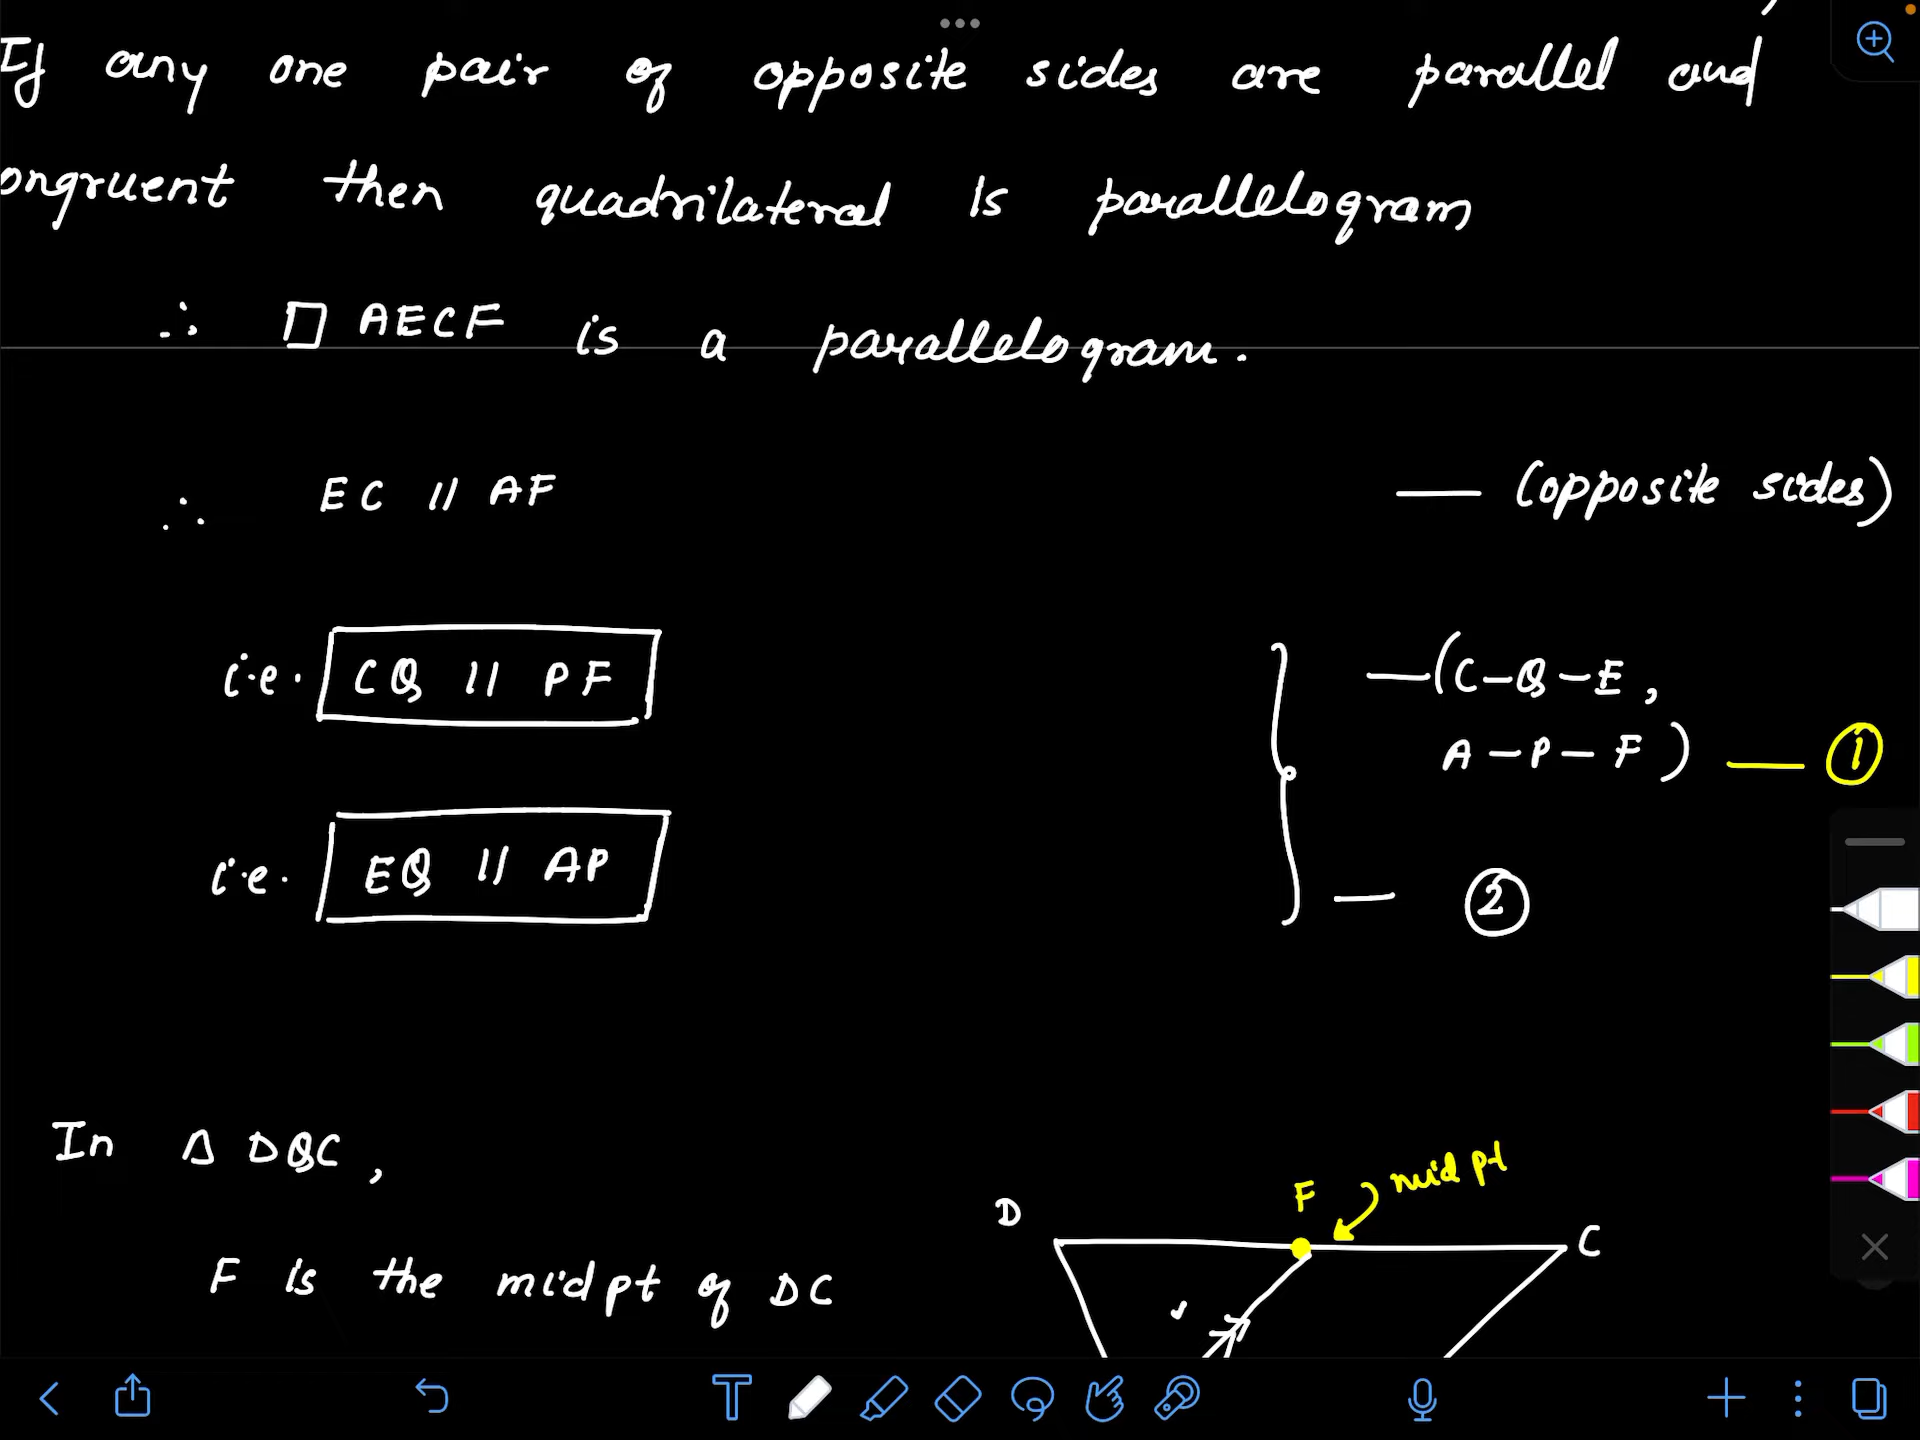 If any one pair of opposite sides are parallel and
ongruent then quadrilateral Is parallelogram
∴ □ AECF is a parallelogram.
∴ EC // AF — (opposite sides)
i.e. CQ // PF — (C-Q-E,
A-P-F) — ①
i.e. EQ // AP — ②
In Δ DQC,
F is the midpt of DC
F mid pt
D
C
T